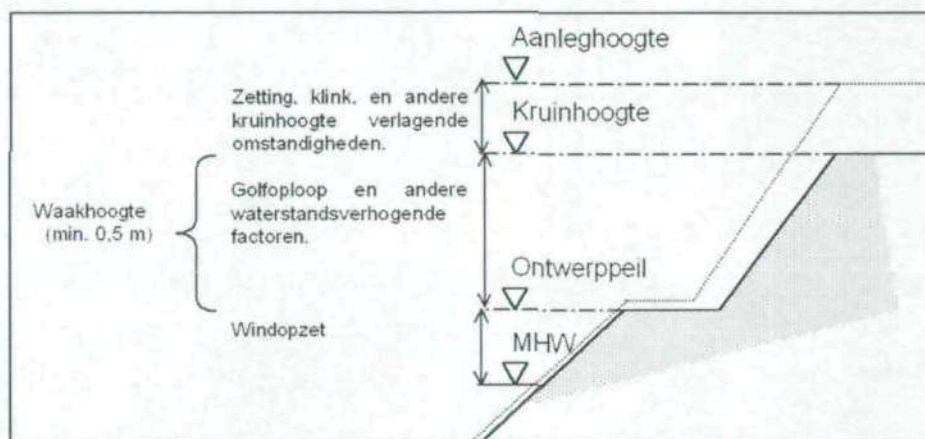 Aanleghoogte
Zetting, klink, en andere
kruinhoogte verlagende
omstandigheden.
Kruinhoogte
Waakhoogte
(min. 0,5 m)
Golfoploop en andere
waterstandsverhogende
factoren.
Ontwerppeil
Windopzet
MHW